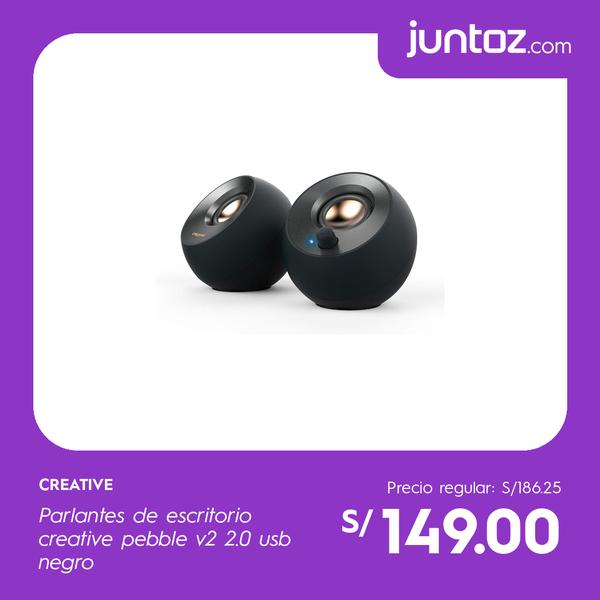 juntoz.com
CREATIVE
Parlantes de escritorio
creative pebble v2 2.0 usb
negro
Precio regular: S/186.25
S/149.00